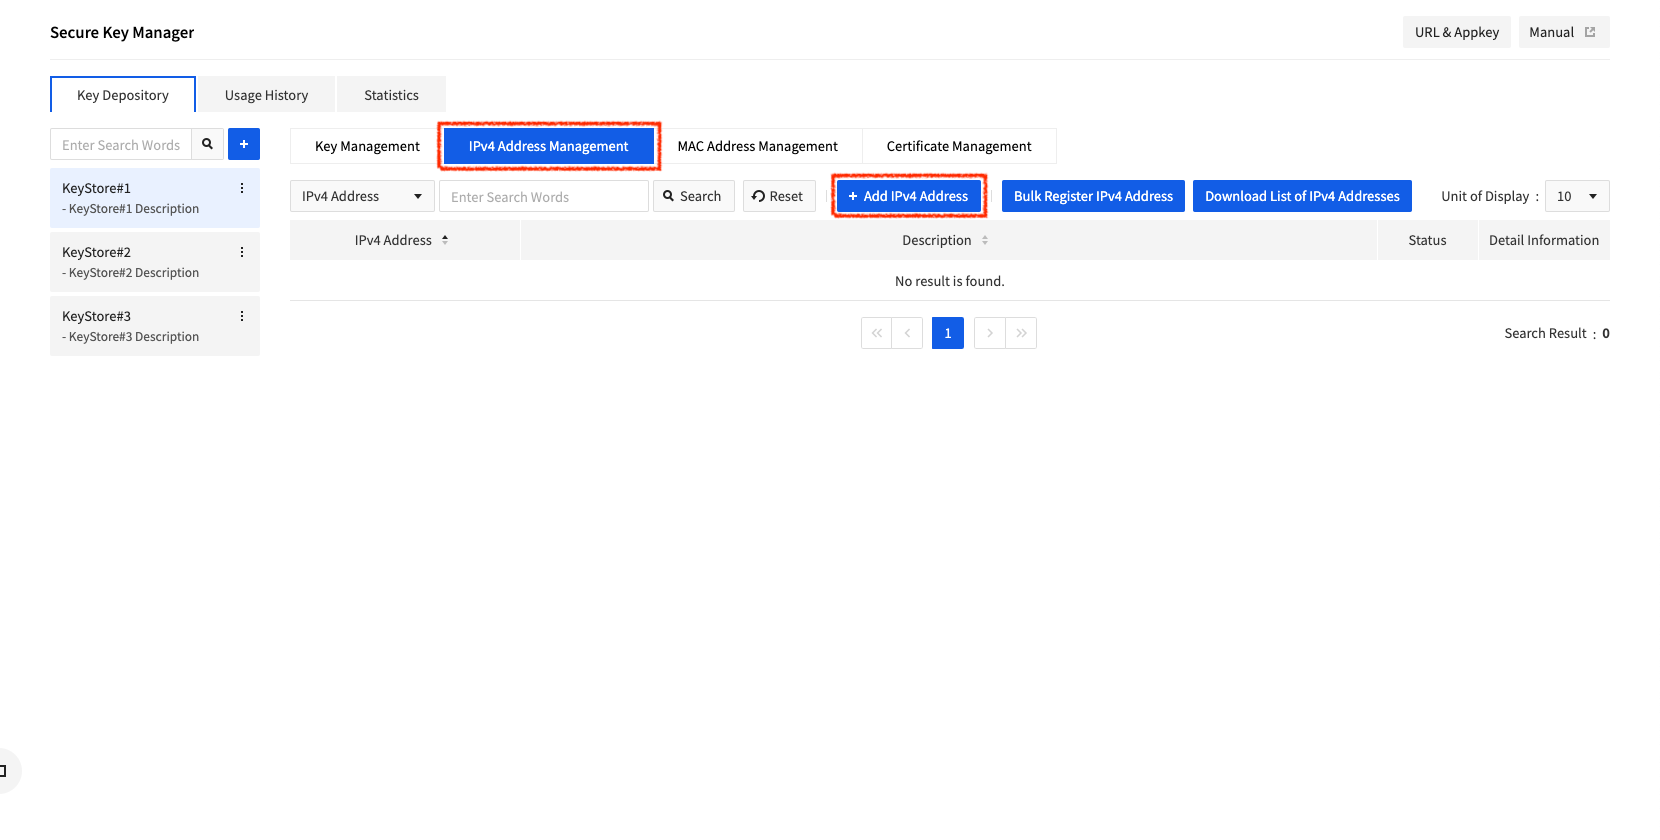 Secure Key Manager
URL & Appkey
Manual
Key Depository
Usage History
Statistics
Enter Search Words
+
KeyStore#1
- KeyStore#1 Description
KeyStore#2
- KeyStore#2 Description
KeyStore#3
- KeyStore#3 Description
Key Management
IPv4 Address Management
MAC Address Management
Certificate Management
IPv4 Address
Enter Search Words
Search
Reset
+ Add IPv4 Address
Bulk Register IPv4 Address
Download List of IPv4 Addresses
Unit of Display :
10
IPv4 Address
Description
Status
Detail Information
No result is found.
1
Search Result : 0